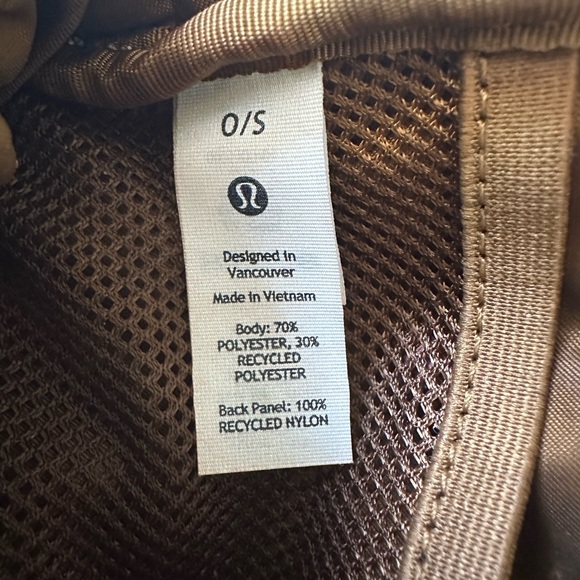 O/S
Designed in
Vancouver
Made in Vietnam
Body: 70%
POLYESTER, 30%
RECYCLED
POLYESTER
Back Panel: 100%
RECYCLED NYLON